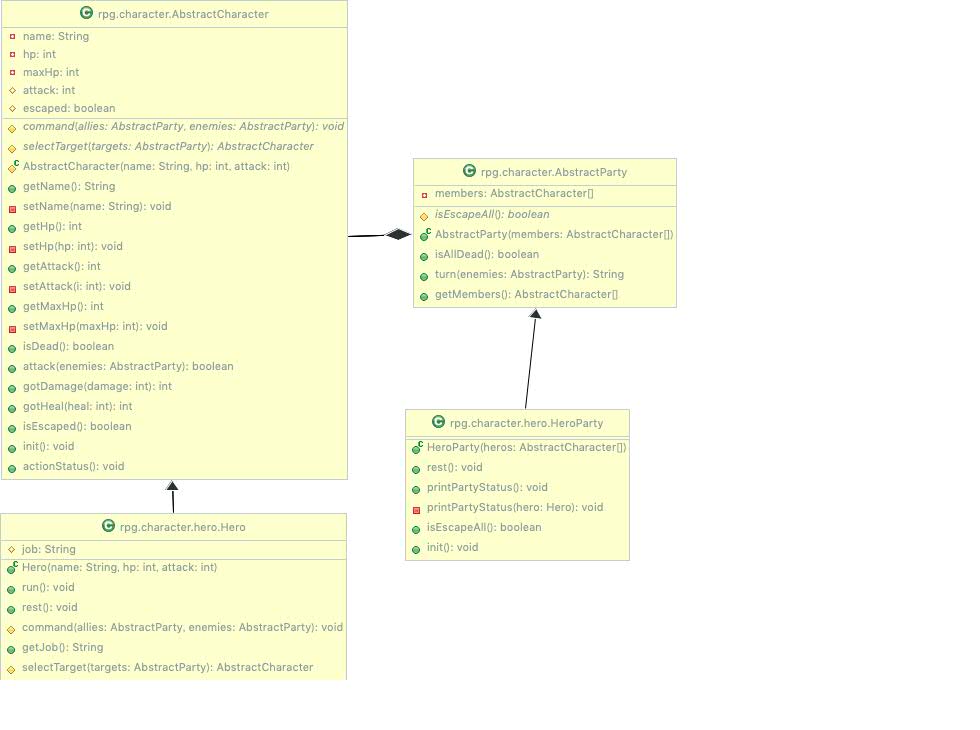 rpg.character.AbstractCharacter
name: String
hp: int
maxHp: int
attack: int
escaped: boolean
command(allies: AbstractParty, enemies: AbstractParty): void
selectTarget(targets: AbstractParty): AbstractCharacter
AbstractCharacter(name: String, hp: int, attack: int)
getName(): String
setName(name: String): void
getHp(): int
setHp(hp: int): void
getAttack(): int
setAttack(i: int): void
getMaxHp(): int
setMaxHp(maxHp: int): void
isDead(): boolean
attack(enemies: AbstractParty): boolean
gotDamage(damage: int): int
gotHeal(heal: int): int
isEscaped(): boolean
init(): void
actionStatus(): void
rpg.character.AbstractParty
members: AbstractCharacter[]
isEscapeAll(): boolean
AbstractParty(members: AbstractCharacter[])
isAllDead(): boolean
turn(enemies: AbstractParty): String
getMembers(): AbstractCharacter[]
rpg.character.hero.HeroParty
HeroParty(heros: AbstractCharacter[])
rest(): void
printPartyStatus(): void
printPartyStatus(hero: Hero): void
isEscapeAll(): boolean
init(): void
rpg.character.hero.Hero
job: String
Hero(name: String, hp: int, attack: int)
run(): void
rest(): void
command(allies: AbstractParty, enemies: AbstractParty): void
getJob(): String
selectTarget(targets: AbstractParty): AbstractCharacter